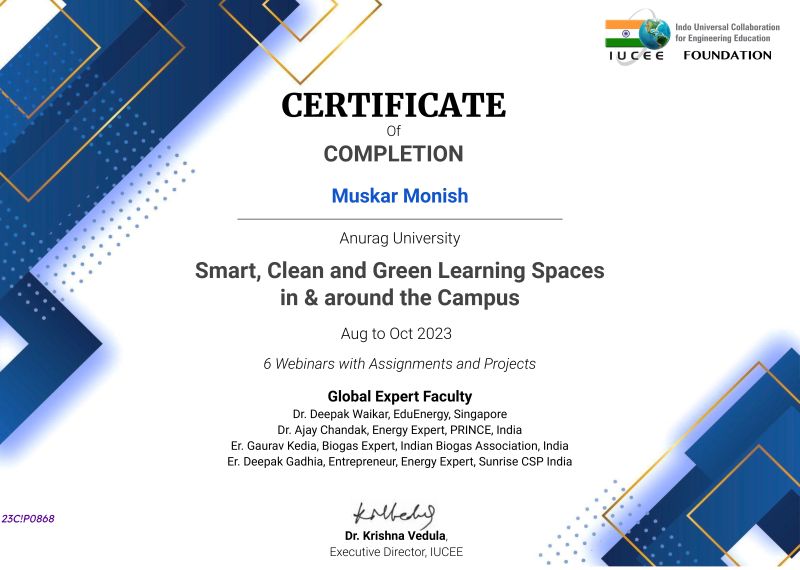 Indo Universal Collaboration
for Engineering Education
IUCEE FOUNDATION
CERTIFICATE
Of
COMPLETION
Muskar Monish
Anurag University
Smart, Clean and Green Learning Spaces
in & around the Campus
Aug to Oct 2023
6 Webinars with Assignments and Projects
Global Expert Faculty
Dr. Deepak Waikar, EduEnergy, Singapore
Dr. Ajay Chandak, Energy Expert, PRINCE, India
Er. Gaurav Kedia, Biogas Expert, Indian Biogas Association, India
Er. Deepak Gadhia, Entrepreneur, Energy Expert, Sunrise CSP India
23C!P0868
Dr. Krishna Vedula,
Executive Director, IUCEE